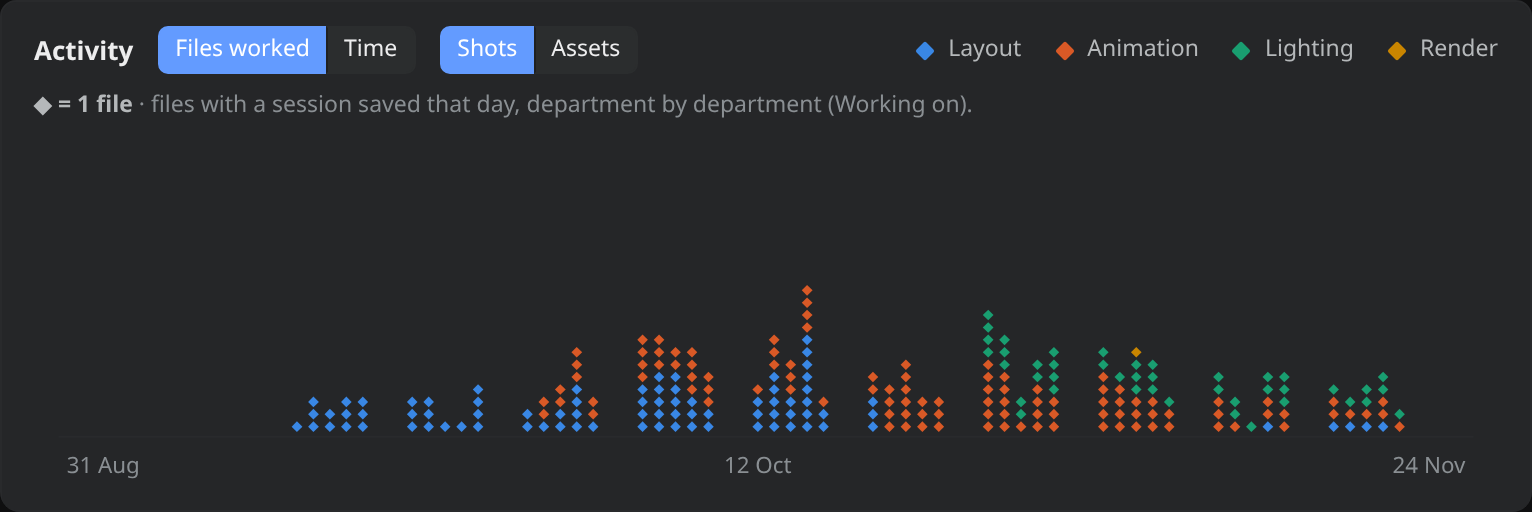 Activity Files worked Time Shots Assets Layout Animation Lighting Render
◆ = 1 file · files with a session saved that day, department by department (Working on).
31 Aug 12 Oct 24 Nov